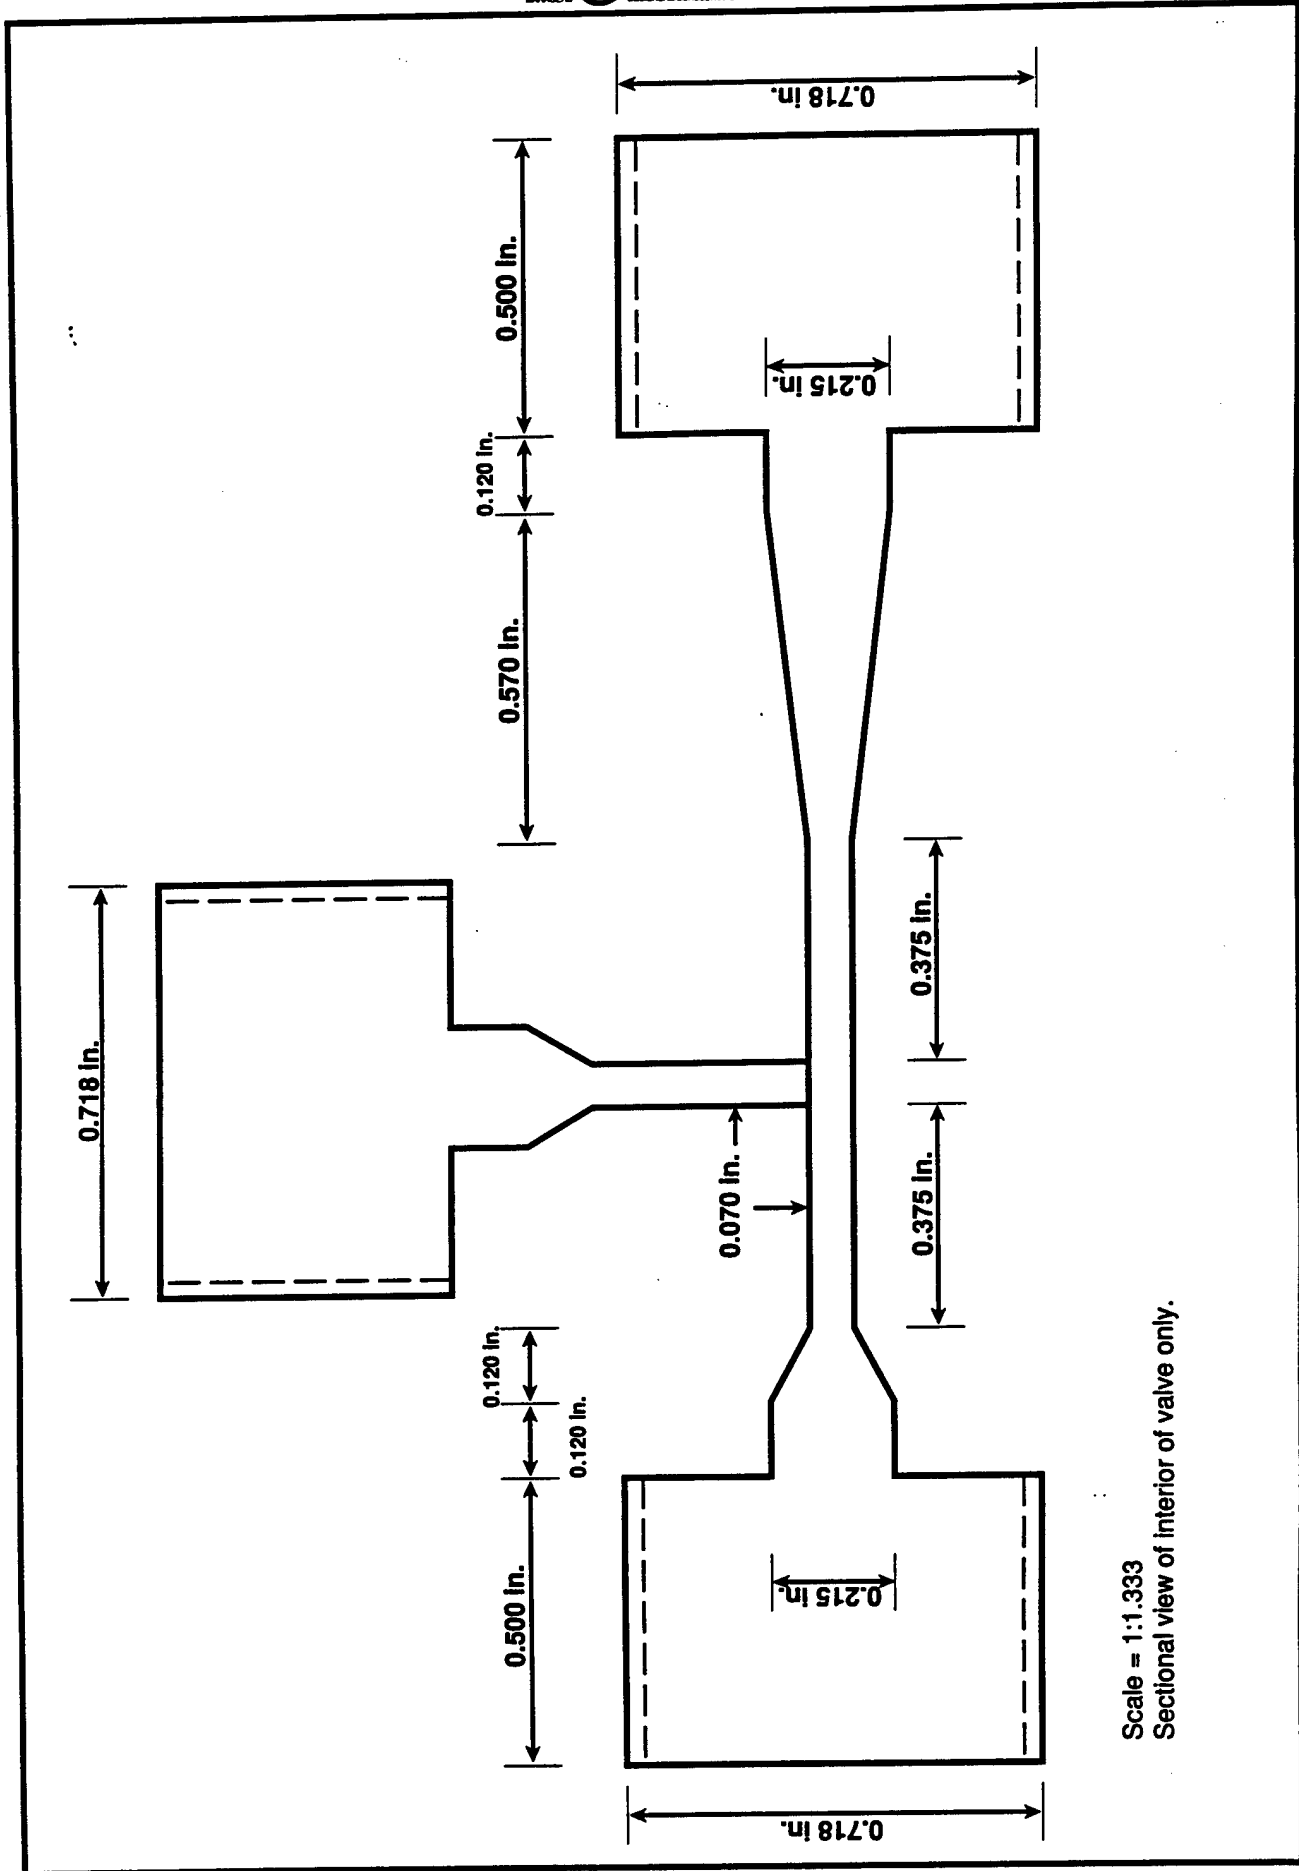 0.718 in.
0.500 in.
0.120 in.
0.570 in.
0.215 in.
0.718 in.
0.375 in.
0.070 in.
0.375 in.
0.120 in.
0.120 in.
0.500 in.
0.215 in.
0.718 in.
Scale = 1:1.333
Sectional view of interior of valve only.